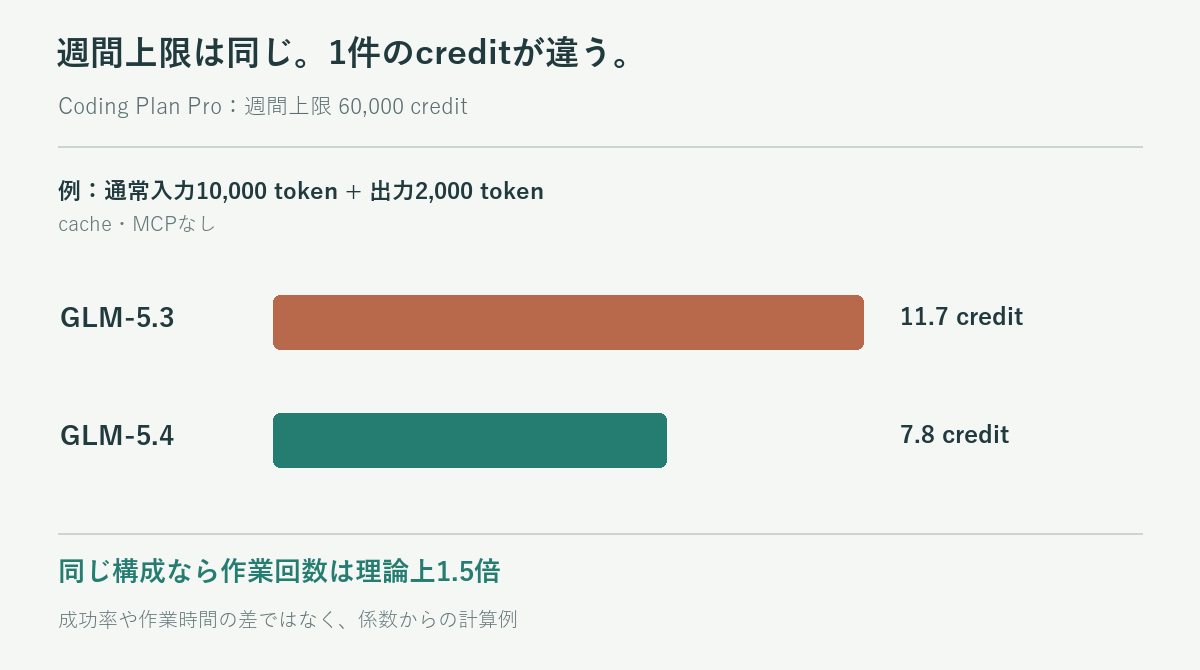 週間上限は同じ。1件のcreditが違う。
Coding Plan Pro：週間上限 60,000 credit
例：通常入力10,000 token + 出力2,000 token
cache・MCPなし
GLM-5.3 11.7 credit
GLM-5.4 7.8 credit
同じ構成なら作業回数は理論上1.5倍
成功率や作業時間の差ではなく、係数からの計算例